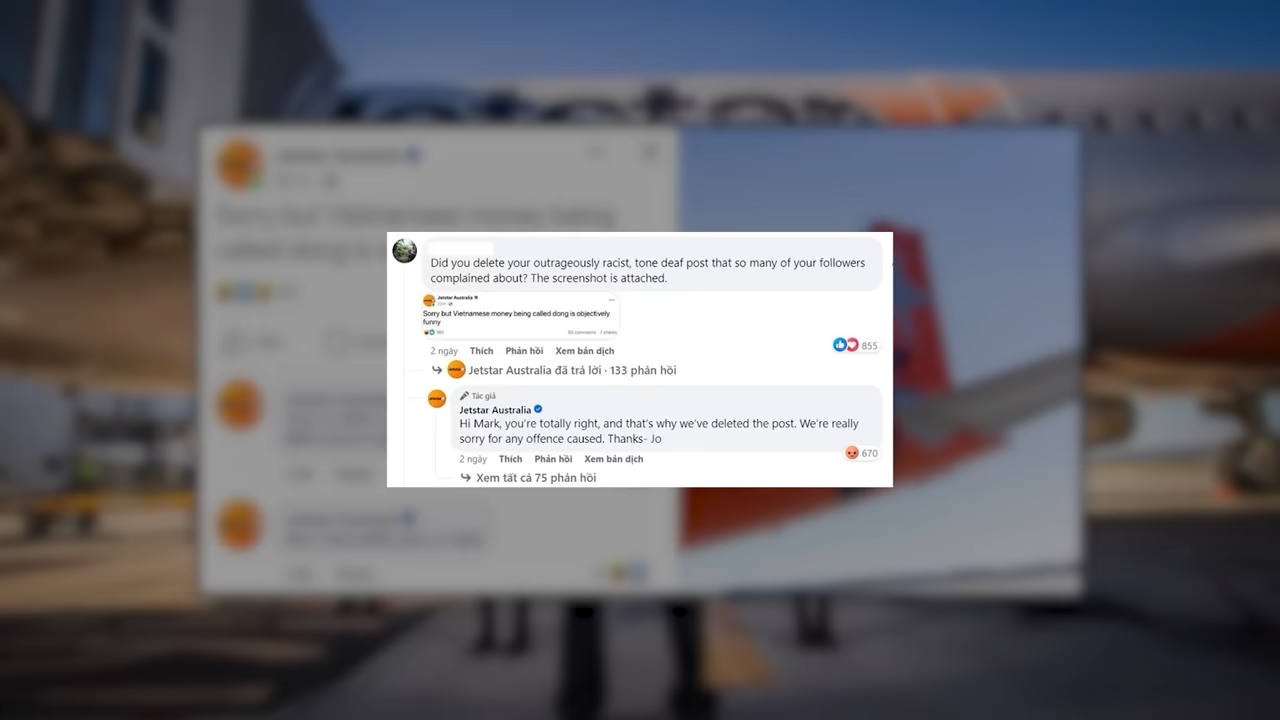 Did you delete your outrageously racist, tone deaf post that so many of your followers
complained about? The screenshot is attached.
Jetstar Australia
Sorry but Vietnamese money being called dong is objectively
funny
2 ngày Thích Phản hồi Xem bản dịch 855
Jetstar Australia đã trả lời · 133 phản hồi
Tác giả
Jetstar Australia
Hi Mark, you're totally right, and that's why we've deleted the post. We're really
sorry for any offence caused. Thanks- Jo
2 ngày Thích Phản hồi Xem bản dịch 670
Xem tất cả 75 phản hồi